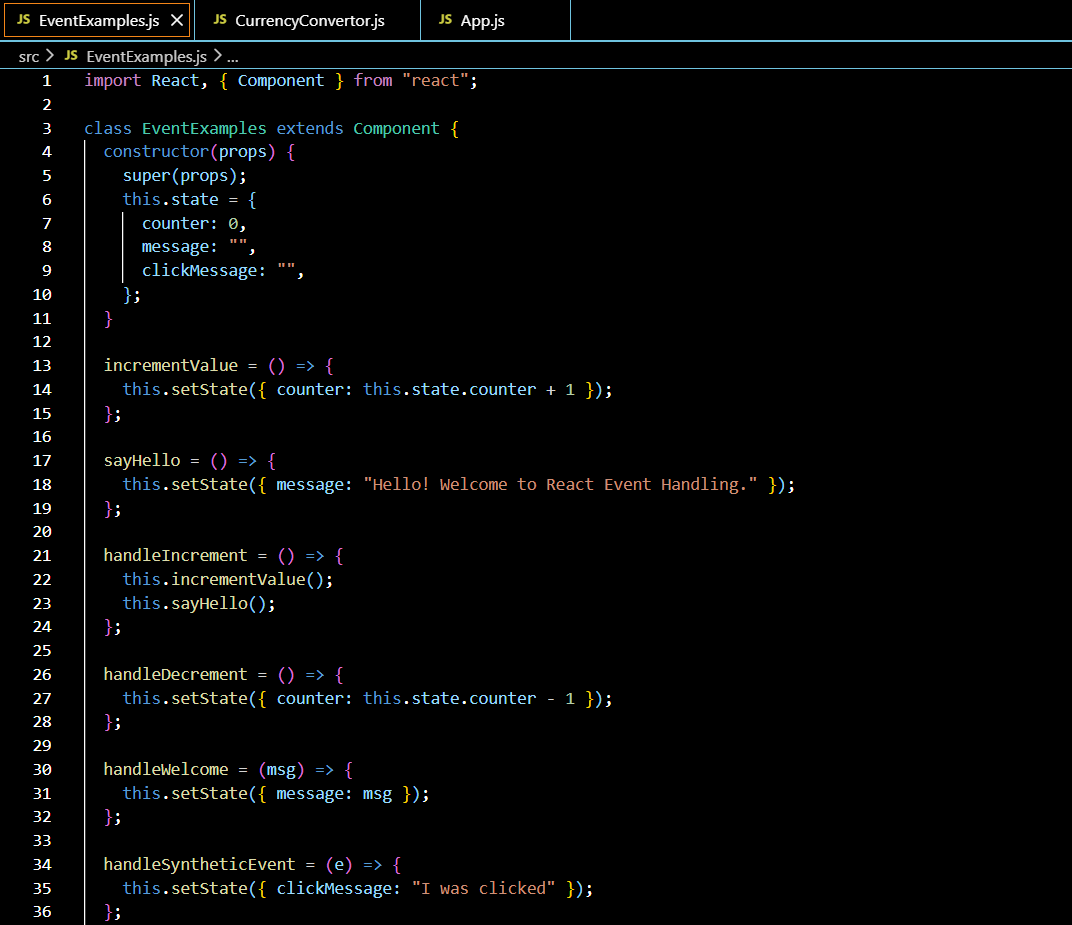 JS EventExamples.js JS CurrencyConvertor.js JS App.js
src > JS EventExamples.js > ...
1 import React, { Component } from "react";
2
3 class EventExamples extends Component {
4   constructor(props) {
5     super(props);
6     this.state = {
7       counter: 0,
8       message: "",
9       clickMessage: "",
10     };
11   }
12
13   incrementValue = () => {
14     this.setState({ counter: this.state.counter + 1 });
15   };
16
17   sayHello = () => {
18     this.setState({ message: "Hello! Welcome to React Event Handling." });
19   };
20
21   handleIncrement = () => {
22     this.incrementValue();
23     this.sayHello();
24   };
25
26   handleDecrement = () => {
27     this.setState({ counter: this.state.counter - 1 });
28   };
29
30   handleWelcome = (msg) => {
31     this.setState({ message: msg });
32   };
33
34   handleSyntheticEvent = (e) => {
35     this.setState({ clickMessage: "I was clicked" });
36   };